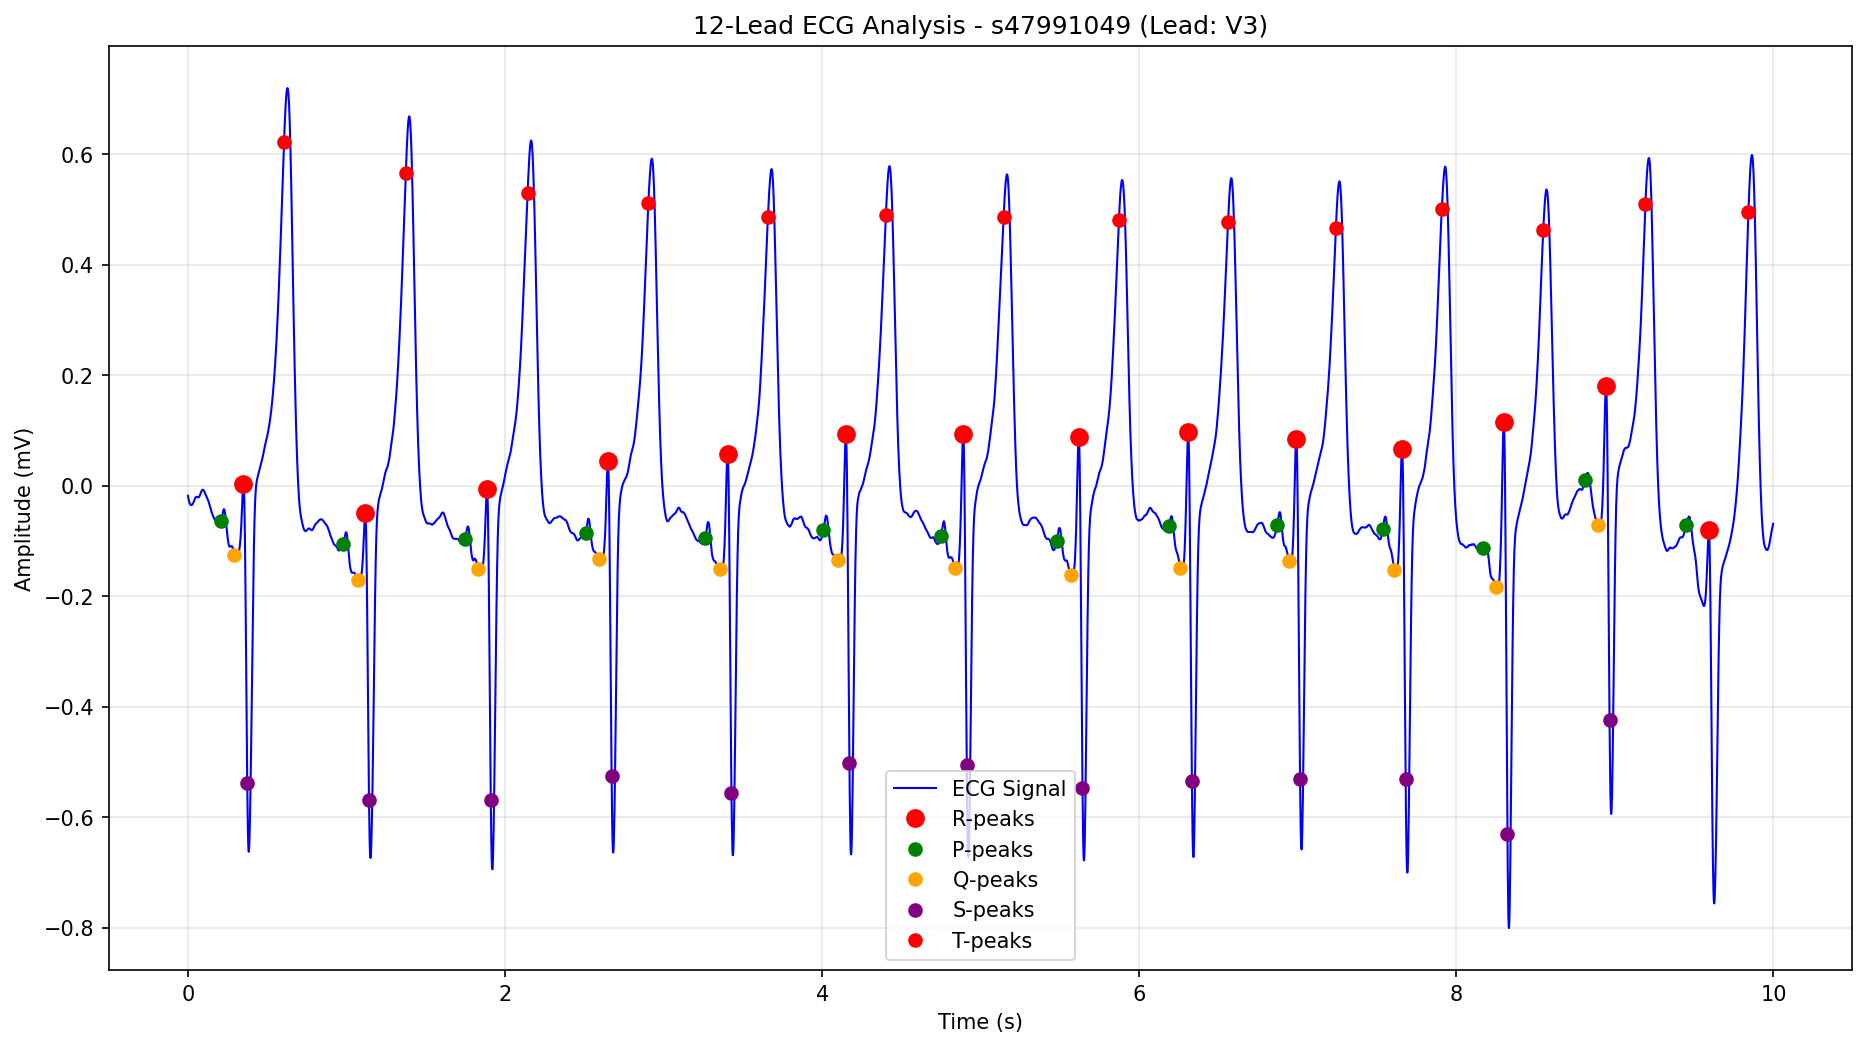 12-Lead ECG Analysis - s47991049 (Lead: V3)
Amplitude (mV)
0.6
0.4
0.2
0.0
−0.2
−0.4
−0.6
−0.8
ECG Signal
R-peaks
P-peaks
Q-peaks
S-peaks
T-peaks
0 2 4 6 8 10
Time (s)